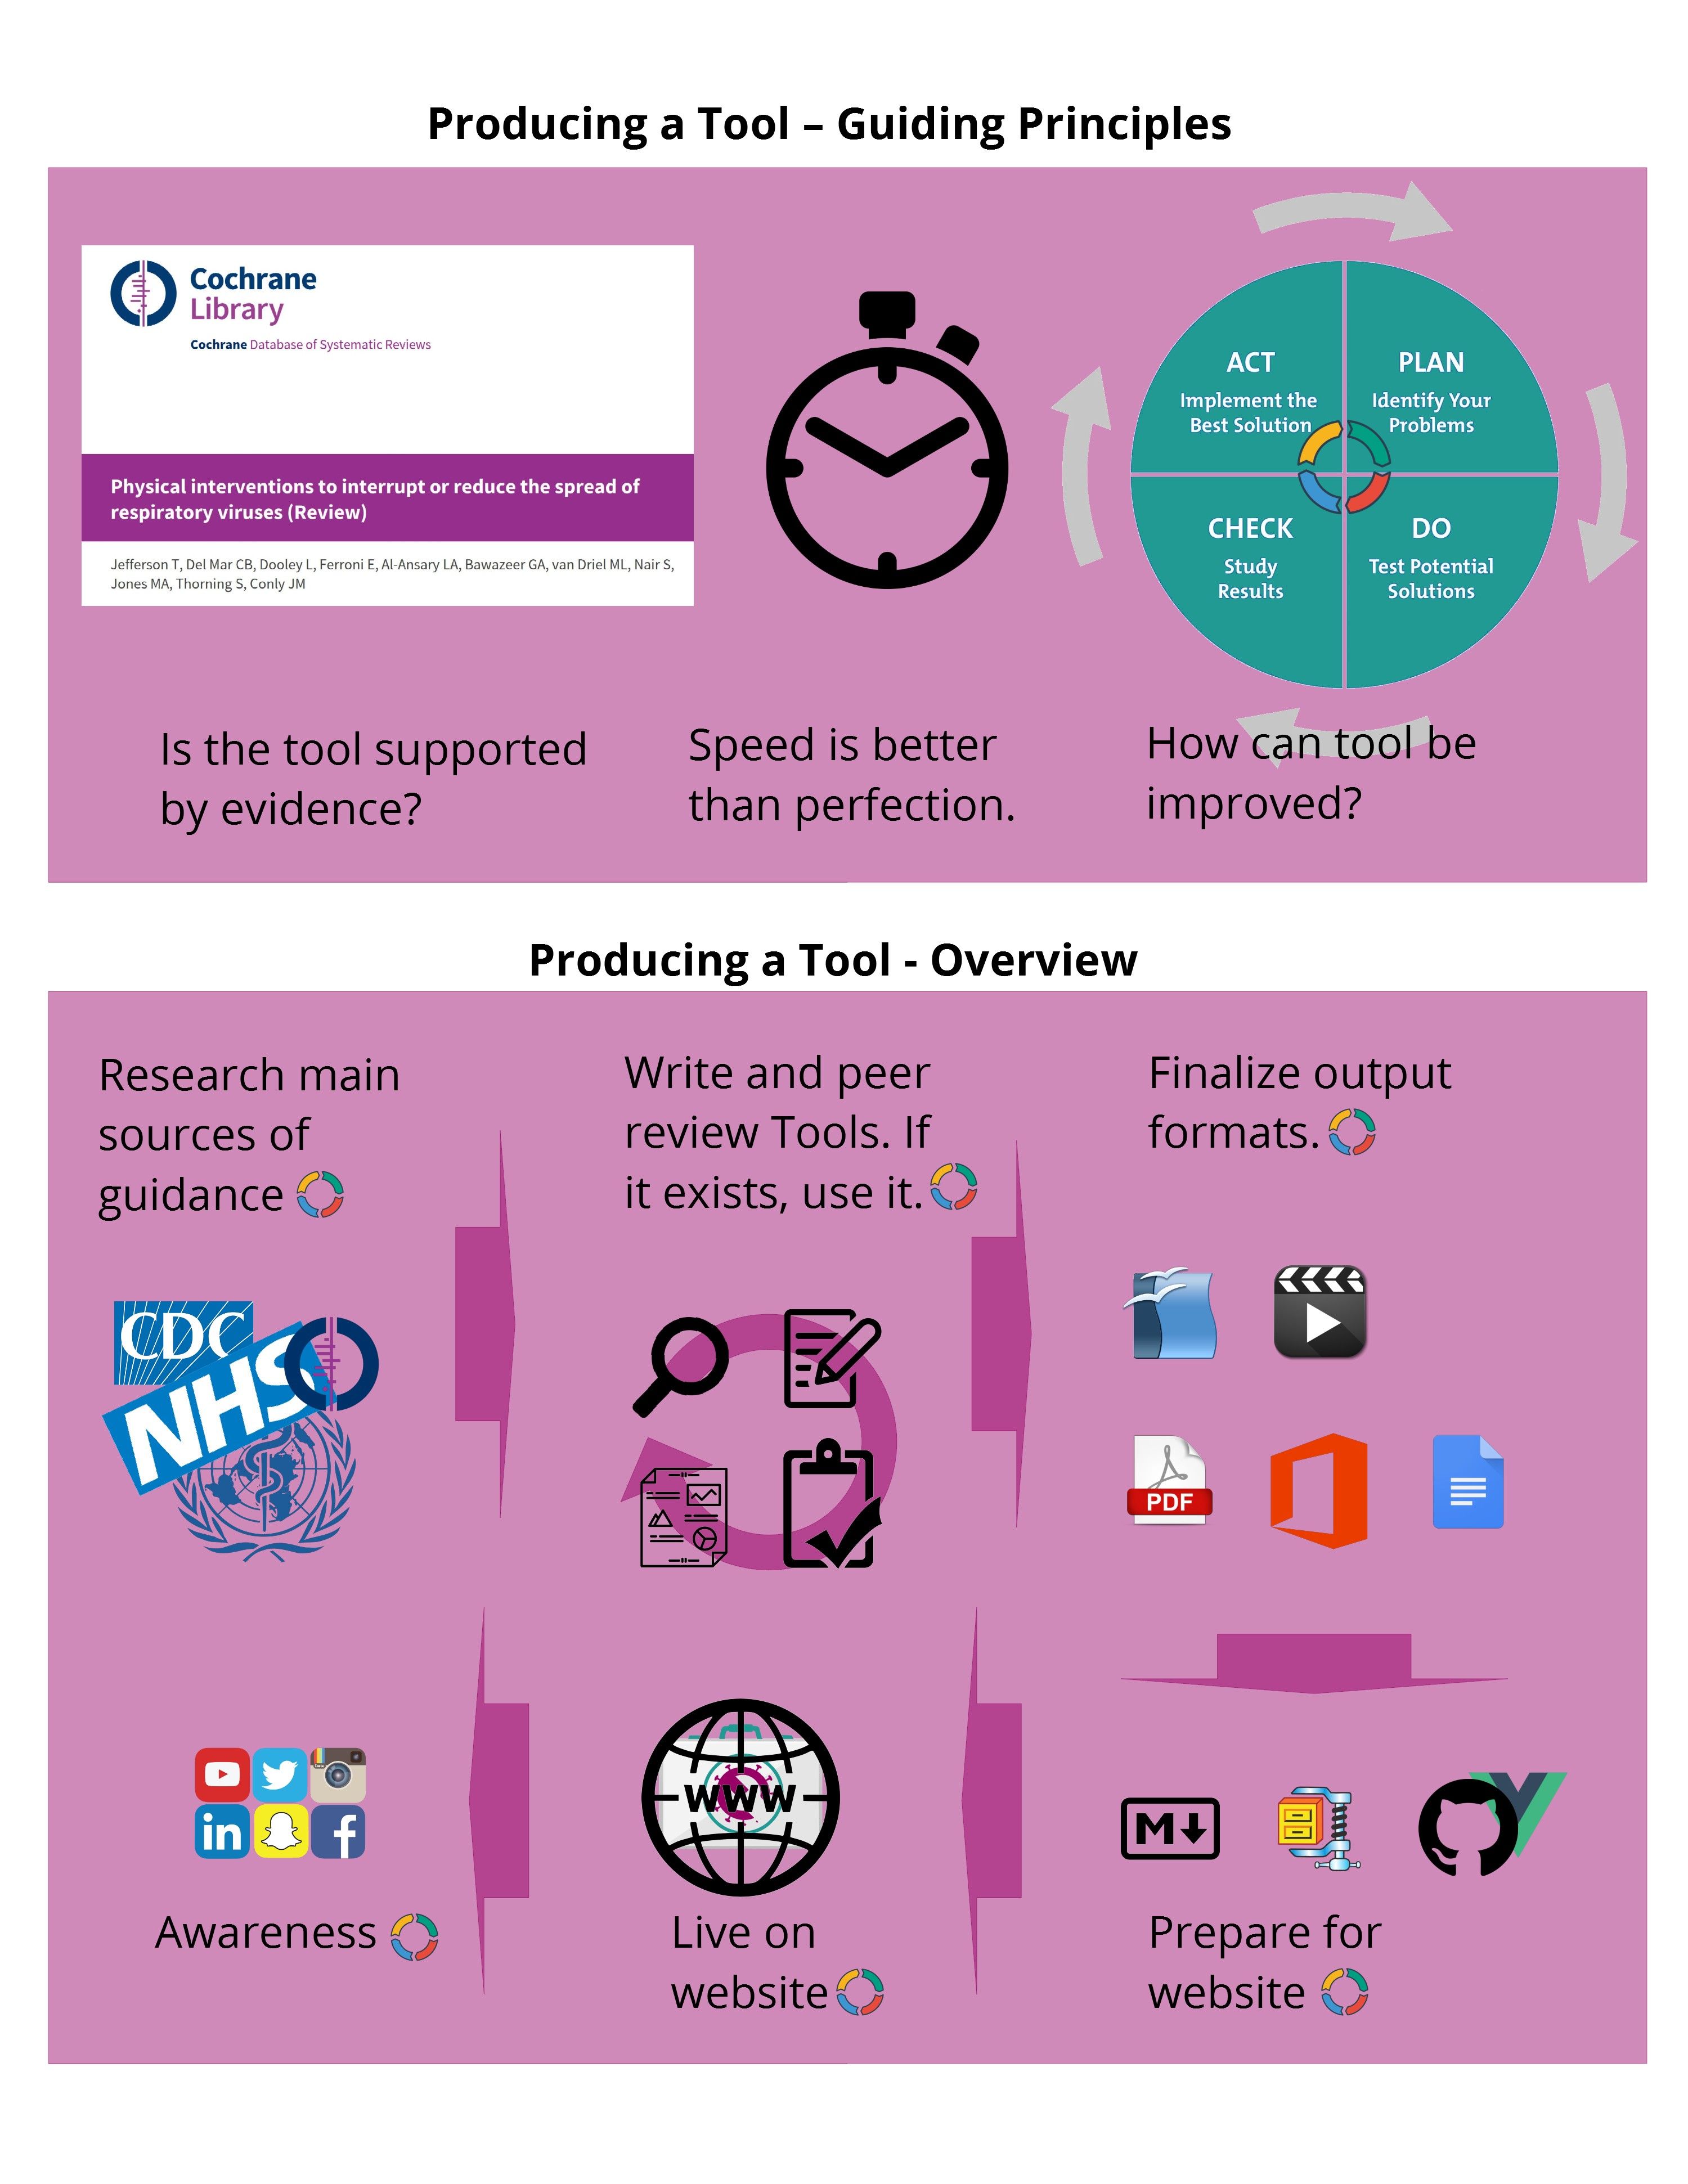 Producing a Tool – Guiding Principles
Cochrane
Library
Cochrane Database of Systematic Reviews
Physical interventions to interrupt or reduce the spread of
respiratory viruses (Review)
Jefferson T, Del Mar CB, Dooley L, Ferroni E, Al-Ansary LA, Bawazeer GA, van Driel ML, Nair S,
Jones MA, Thorning S, Conly JM
ACT
Implement the
Best Solution
PLAN
Identify Your
Problems
CHECK
Study
Results
DO
Test Potential
Solutions
Is the tool supported
by evidence?
Speed is better
than perfection.
How can tool be
improved?
Producing a Tool - Overview
Research main
sources of
guidance
Write and peer
review Tools. If
it exists, use it.
Finalize output
formats.
CDC
NHS
PDF
in
f
www
M
Awareness
Live on
website
Prepare for
website